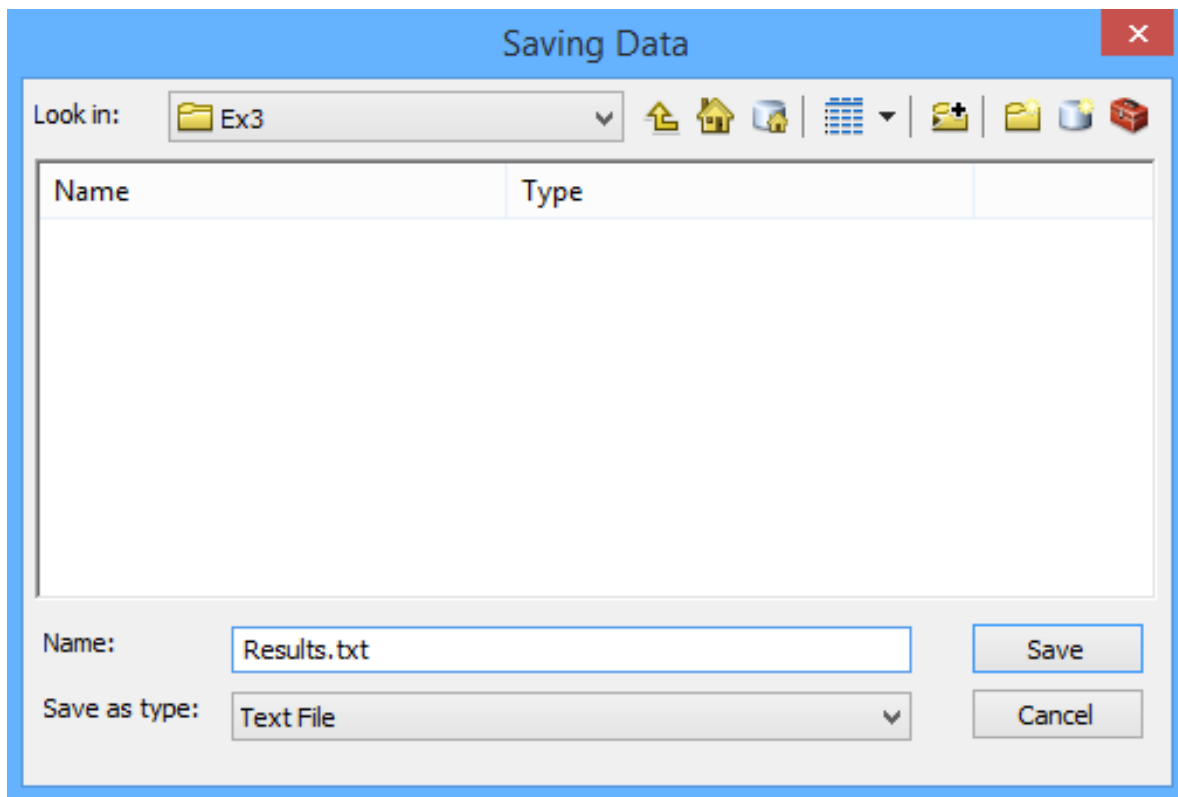 Saving Data
Look in: Ex3
Name Type
Name: Results.txt Save
Save as type: Text File Cancel